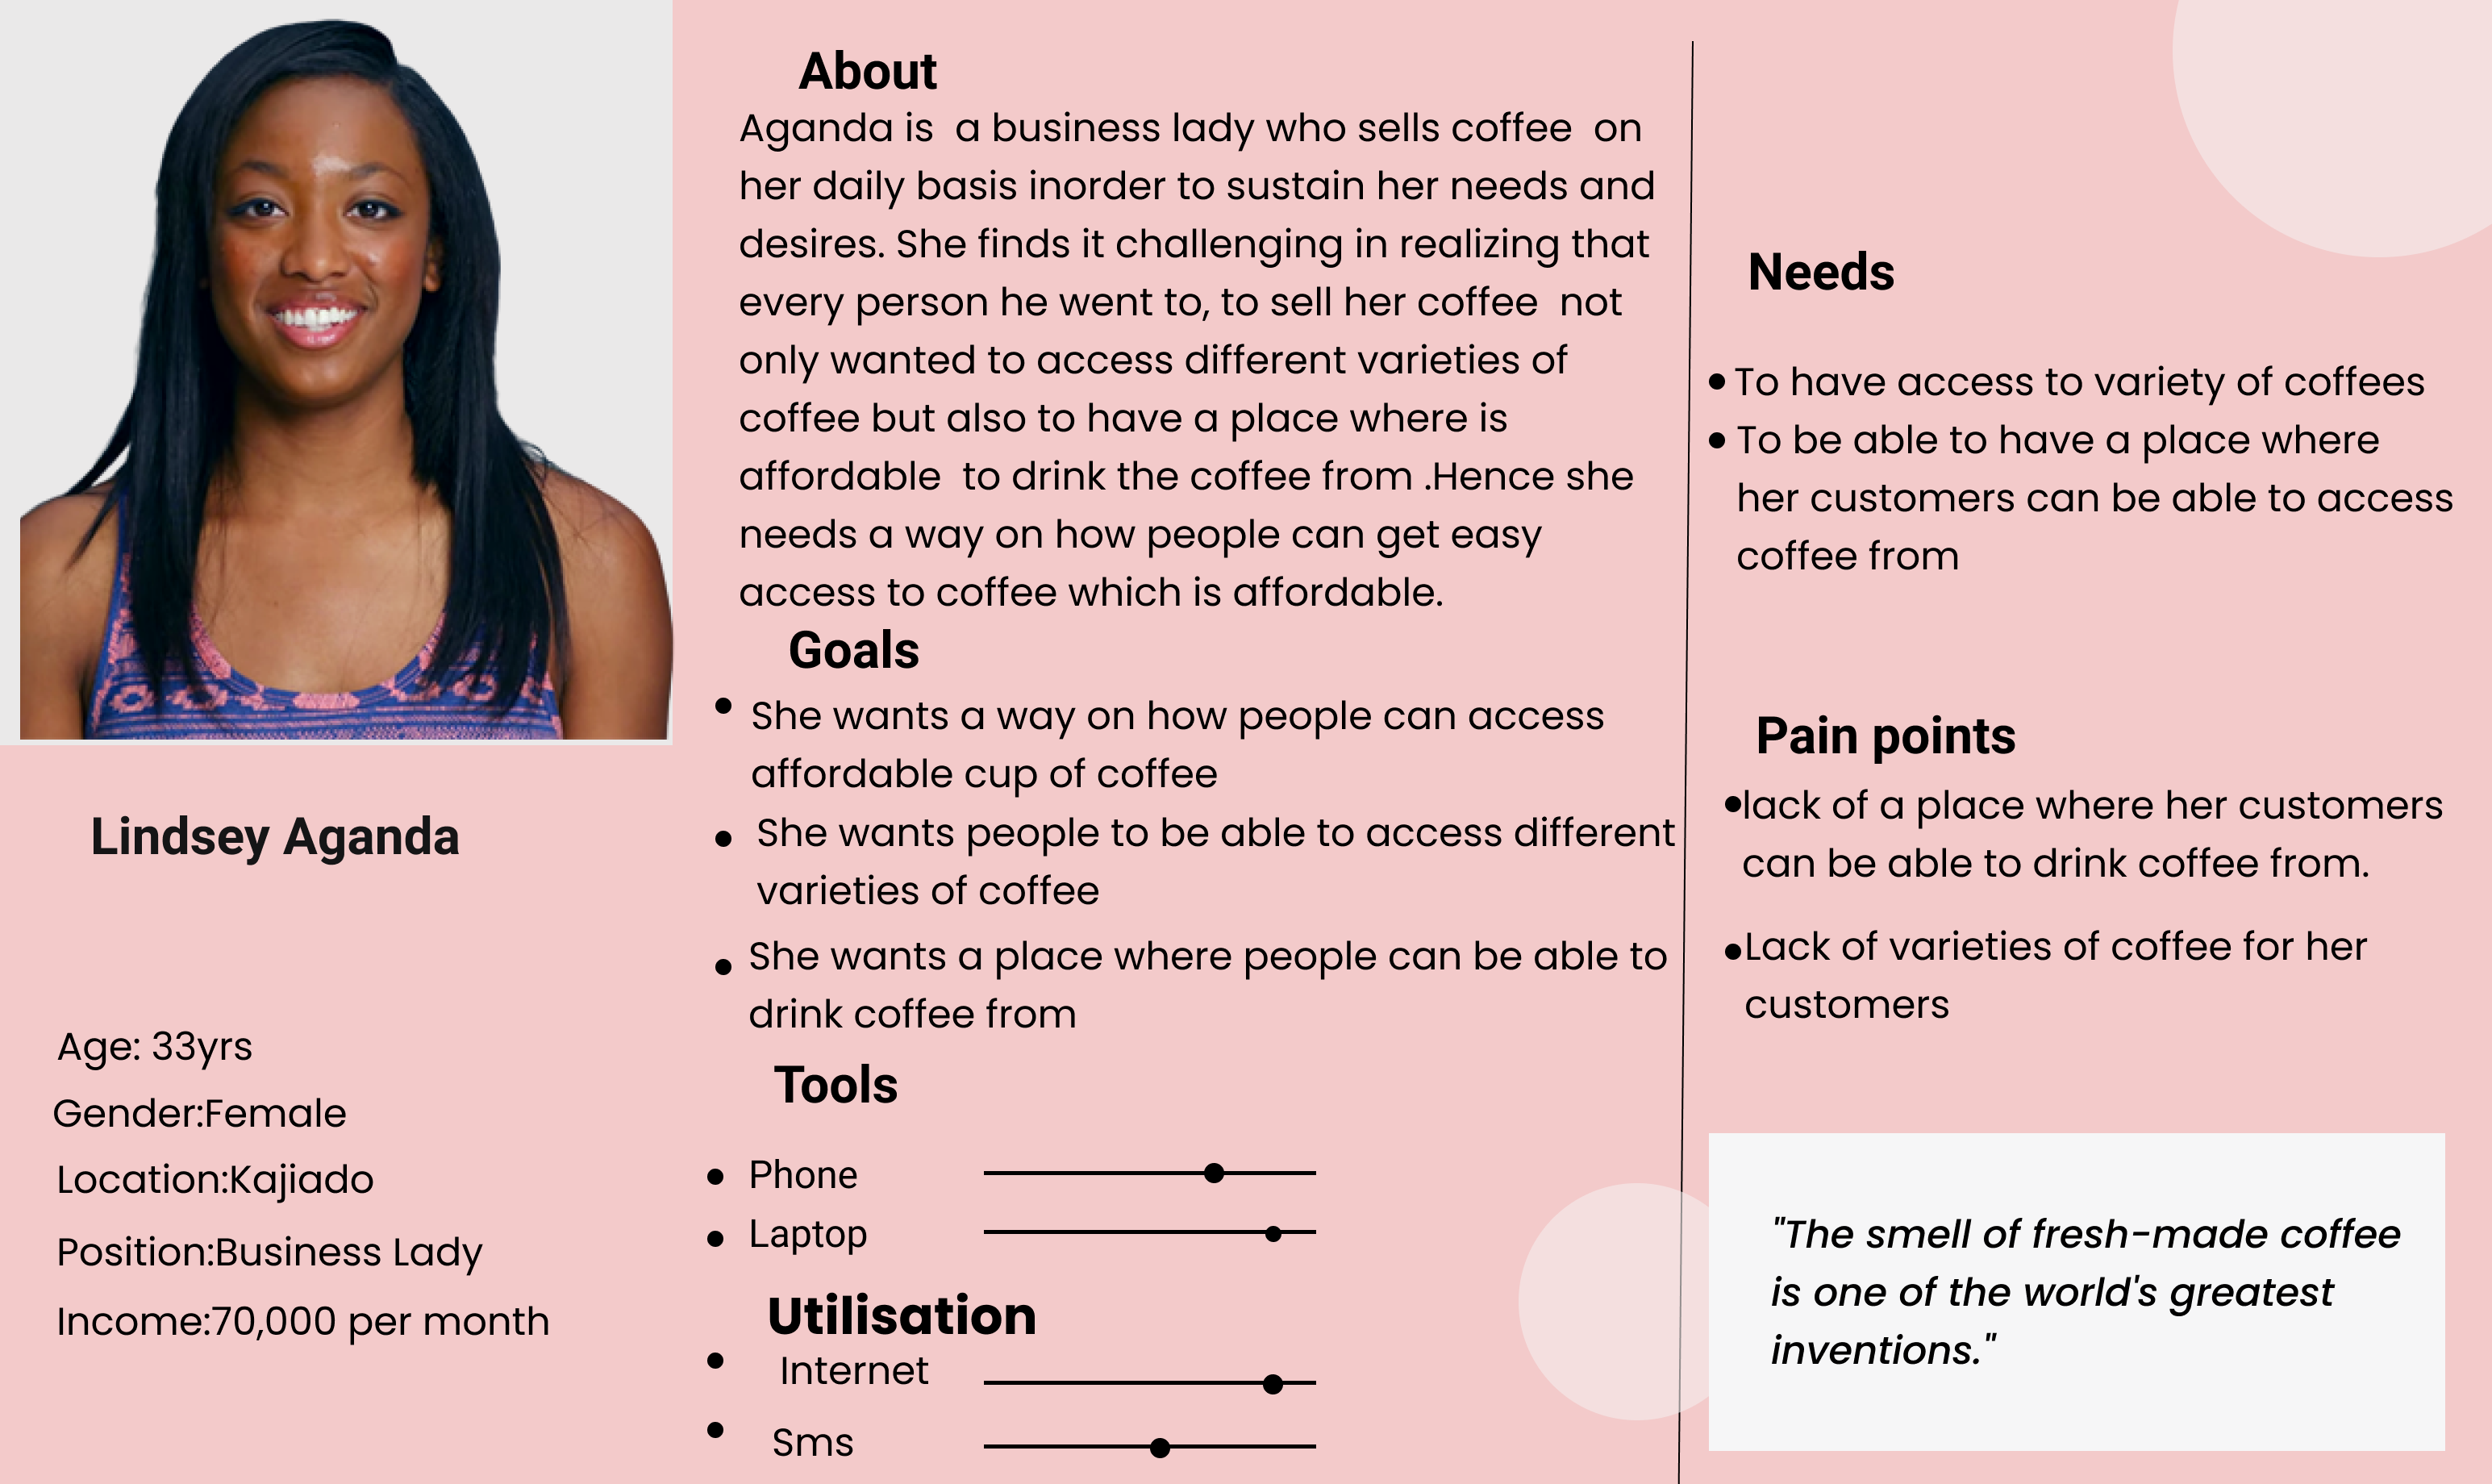 Lindsey Aganda
Age: 33yrs
Gender:Female
Location:Kajiado
Position:Business Lady
Income:70,000 per month
About
Aganda is a business lady who sells coffee on
her daily basis inorder to sustain her needs and
desires. She finds it challenging in realizing that
every person he went to, to sell her coffee not
only wanted to access different varieties of
coffee but also to have a place where is
affordable to drink the coffee from .Hence she
needs a way on how people can get easy
access to coffee which is affordable.
Goals
• She wants a way on how people can access
affordable cup of coffee
• She wants people to be able to access different
varieties of coffee
• She wants a place where people can be able to
drink coffee from
Tools
• Phone
• Laptop
Utilisation
• Internet
• Sms
Needs
• To have access to variety of coffees
• To be able to have a place where
her customers can be able to access
coffee from
Pain points
•lack of a place where her customers
can be able to drink coffee from.
•Lack of varieties of coffee for her
customers
"The smell of fresh-made coffee
is one of the world's greatest
inventions."